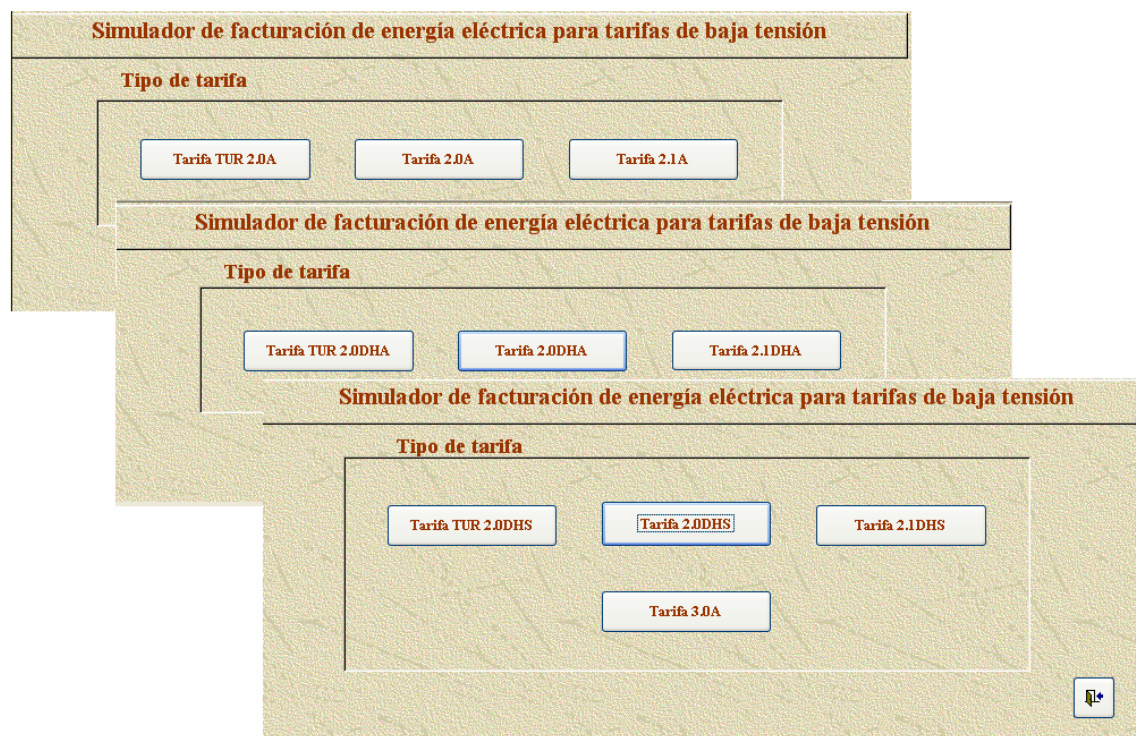 Simulador de facturación de energía eléctrica para tarifas de baja tensión
Tipo de tarifa
Tarifa TUR 2.0A
Tarifa 2.0A
Tarifa 2.1A
Simulador de facturación de energía eléctrica para tarifas de baja tensión
Tipo de tarifa
Tarifa TUR 2.0DHA
Tarifa 2.0DHA
Tarifa 2.1DHA
Simulador de facturación de energía eléctrica para tarifas de baja tensión
Tipo de tarifa
Tarifa TUR 2.0DHS
Tarifa 2.0DHS
Tarifa 2.1DHS
Tarifa 3.0A